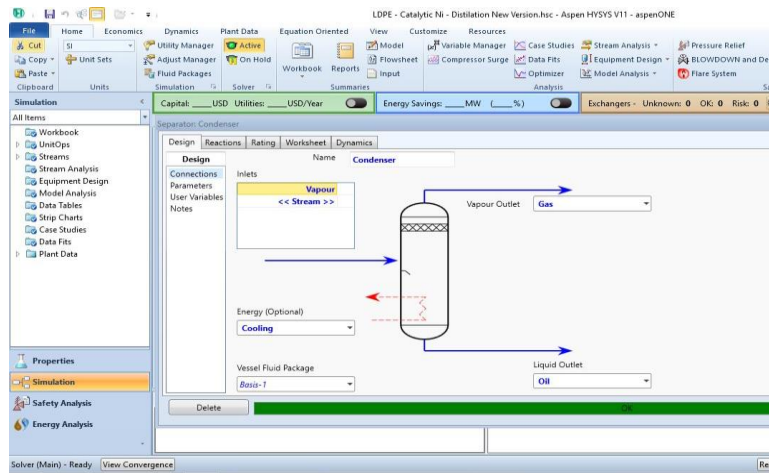 LDPE - Catalytic Ni - Distilation New Version.hsc - Aspen HYSYS V11 - aspenONE
File Home Economics Dynamics Plant Data Equation Oriented View Customize Resources
Cut SI Utility Manager Active Model Variable Manager Case Studies Stream Analysis Pressure Relief
Copy Unit Sets Adjust Manager On Hold Workbook Reports Flowsheet Compressor Surge Data Fits Equipment Design BLOWDOWN and De
Paste Fluid Packages Input Optimizer Model Analysis Flare System
Clipboard Units Simulation Solver Summaries Analysis
Simulation Capital: ____USD Utilities: ____USD/Year Energy Savings: ____MW (____%) Exchangers - Unknown: 0 OK: 0 Risk: 0
All Items
Separator: Condenser
Workbook
UnitOps
Streams
Stream Analysis
Equipment Design
Model Analysis
Data Tables
Strip Charts
Case Studies
Data Fits
Plant Data
Design Reactions Rating Worksheet Dynamics
Design
Connections
Parameters
User Variables
Notes
Name Condenser
Inlets
Vapour
<< Stream >>
Vapour Outlet Gas
Energy (Optional)
Cooling
Vessel Fluid Package
Basis-1
Liquid Outlet
Oil
Delete OK
Properties
Simulation
Safety Analysis
Energy Analysis
Solver (Main) - Ready View Convergence Re